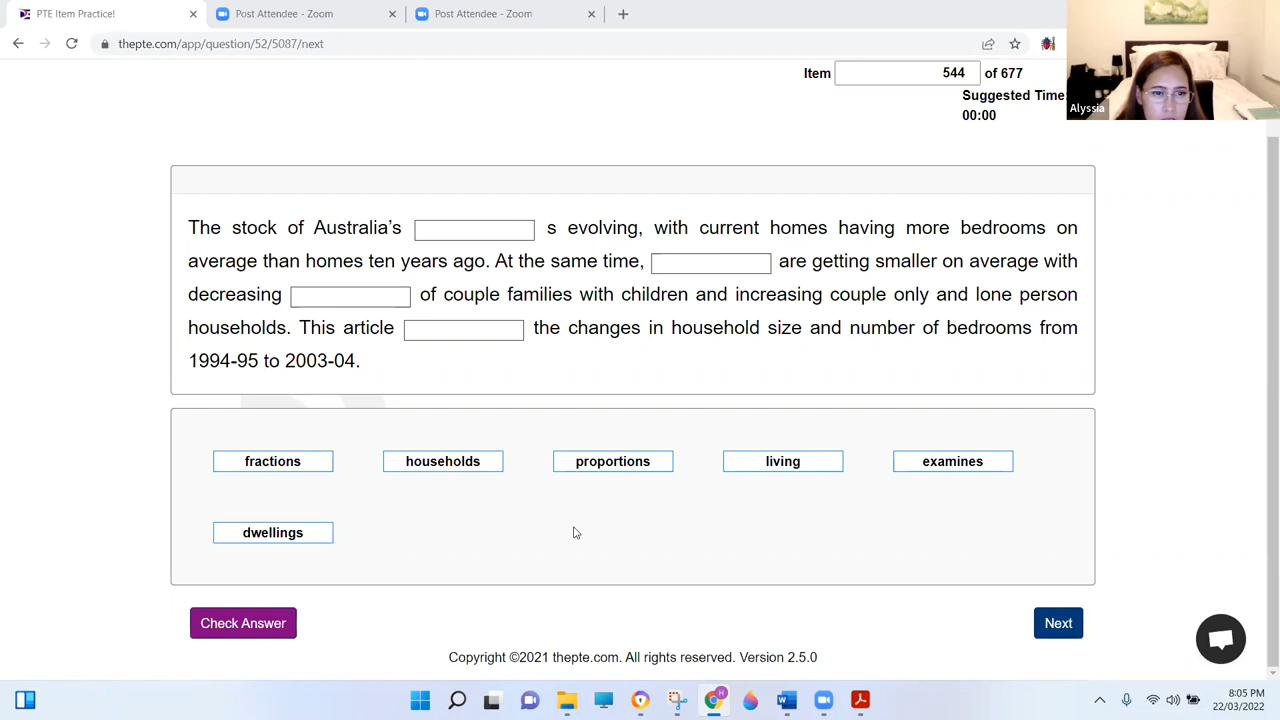 PTE Item Practice!
Post Attendee - Zoom
Post Attendee - Zoom
thepte.com/app/question/52/5087/next
Item 544 of 677
Suggested Time:
00:00
Alyssia
The stock of Australia's s evolving, with current homes having more bedrooms on
average than homes ten years ago. At the same time, are getting smaller on average with
decreasing of couple families with children and increasing couple only and lone person
households. This article the changes in household size and number of bedrooms from
1994-95 to 2003-04.
fractions households proportions living examines
dwellings
Check Answer Next
Copyright ©2021 thepte.com. All rights reserved. Version 2.5.0
8:05 PM
22/03/2022